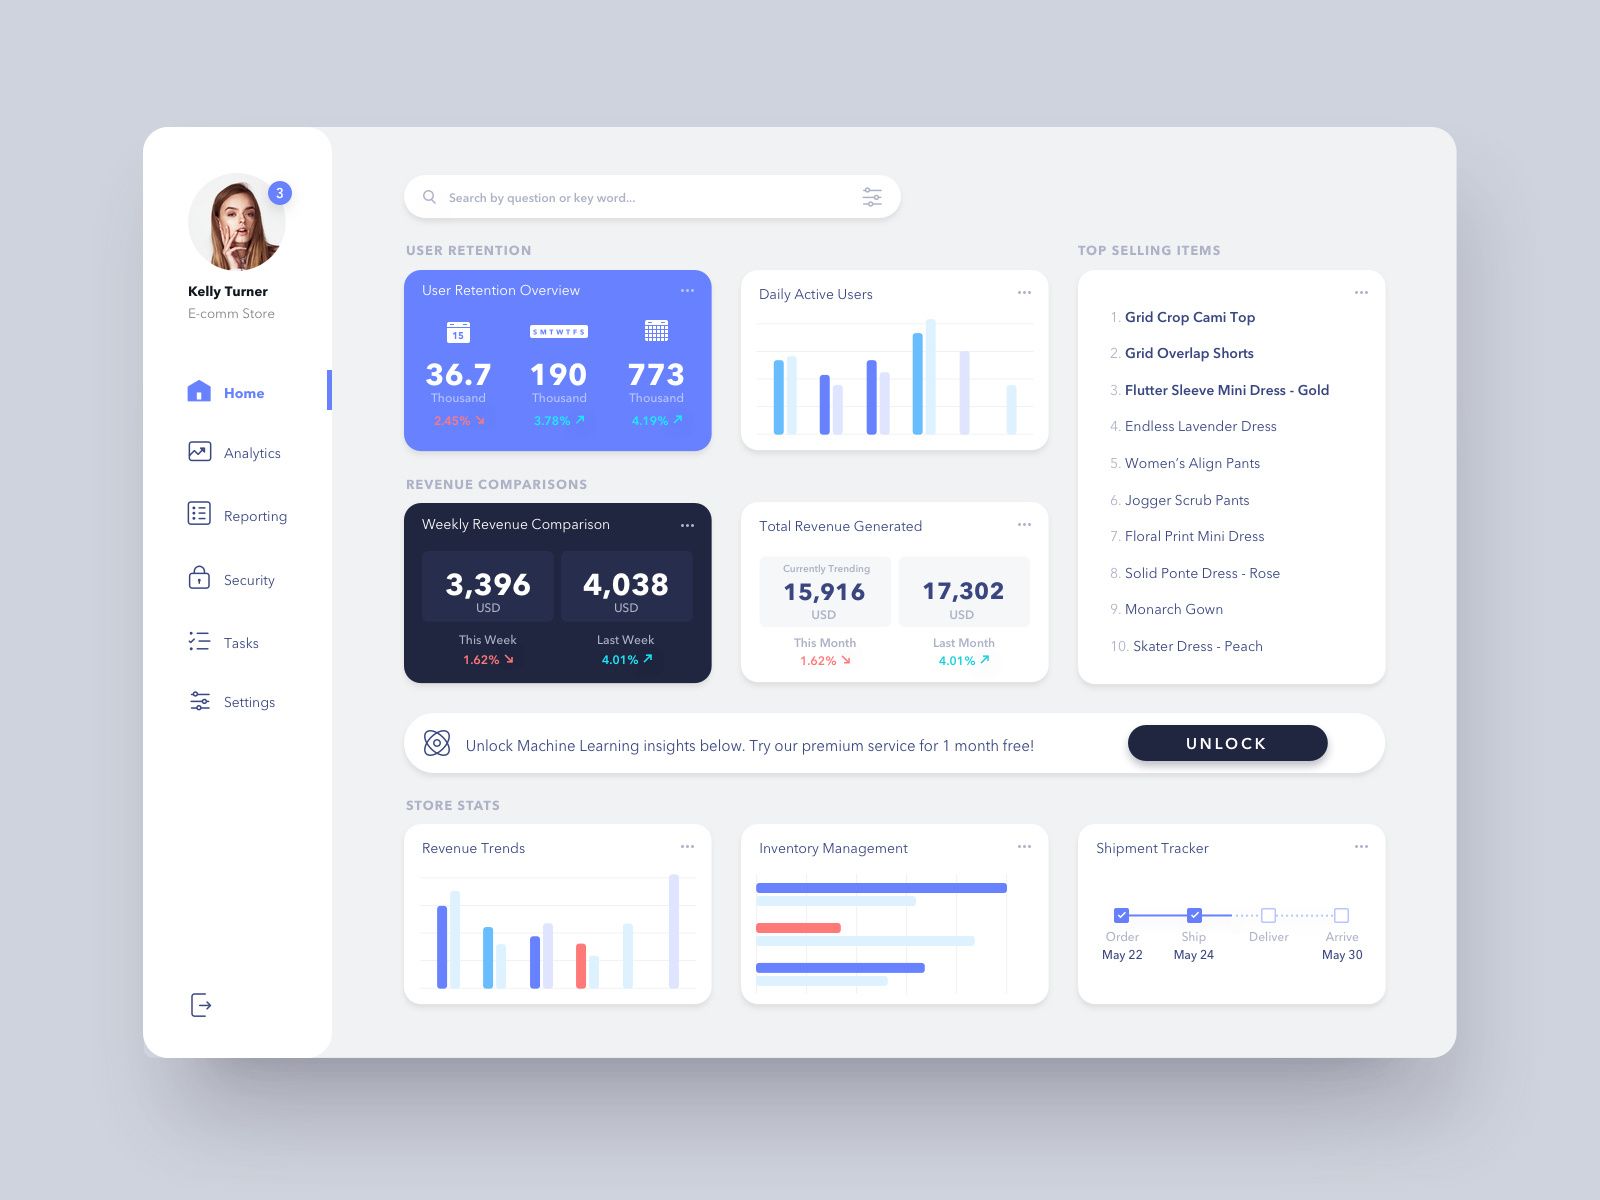 3
Kelly Turner
E-comm Store
Home
Analytics
Reporting
Security
Tasks
Settings
Search by question or key word...
USER RETENTION
User Retention Overview
15
S M T W T F S
36.7
190
773
Thousand
Thousand
Thousand
2.45%
3.78%
4.19%
Daily Active Users
TOP SELLING ITEMS
1. Grid Crop Cami Top
2. Grid Overlap Shorts
3. Flutter Sleeve Mini Dress - Gold
4. Endless Lavender Dress
5. Women’s Align Pants
6. Jogger Scrub Pants
7. Floral Print Mini Dress
8. Solid Ponte Dress - Rose
9. Monarch Gown
10. Skater Dress - Peach
REVENUE COMPARISONS
Weekly Revenue Comparison
3,396
4,038
USD
USD
This Week
Last Week
1.62%
4.01%
Total Revenue Generated
Currently Trending
15,916
17,302
USD
USD
This Month
Last Month
1.62%
4.01%
Unlock Machine Learning insights below. Try our premium service for 1 month free!
UNLOCK
STORE STATS
Revenue Trends
Inventory Management
Shipment Tracker
Order
Ship
Deliver
Arrive
May 22
May 24
May 30